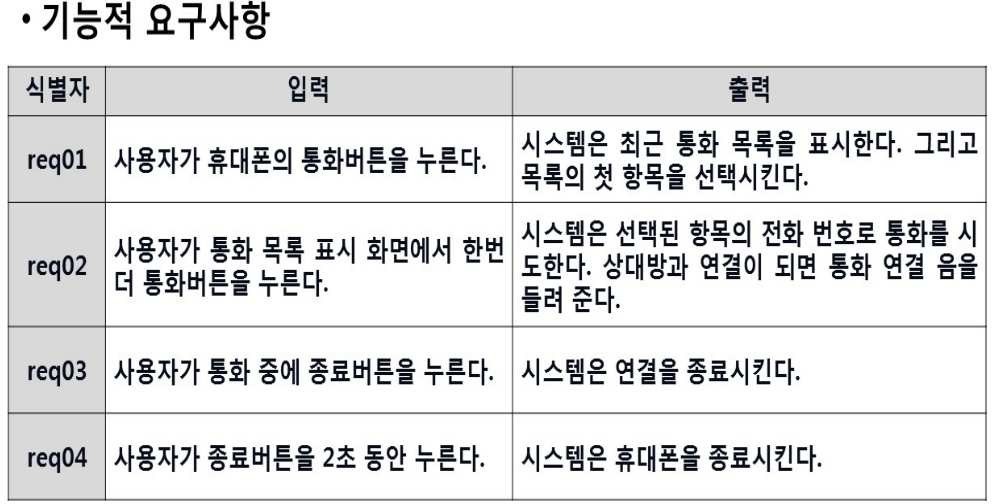 • 기능적 요구사항
식별자 입력 출력
req01 사용자가 휴대폰의 통화버튼을 누른다. 시스템은 최근 통화 목록을 표시한다. 그리고
목록의 첫 항목을 선택시킨다.
req02 사용자가 통화 목록 표시 화면에서 한번
더 통화버튼을 누른다.
시스템은 선택된 항목의 전화 번호로 통화를 시
도한다. 상대방과 연결이 되면 통화 연결 음을
들려 준다.
req03 사용자가 통화 중에 종료버튼을 누른다. 시스템은 연결을 종료시킨다.
req04 사용자가 종료버튼을 2초 동안 누른다. 시스템은 휴대폰을 종료시킨다.